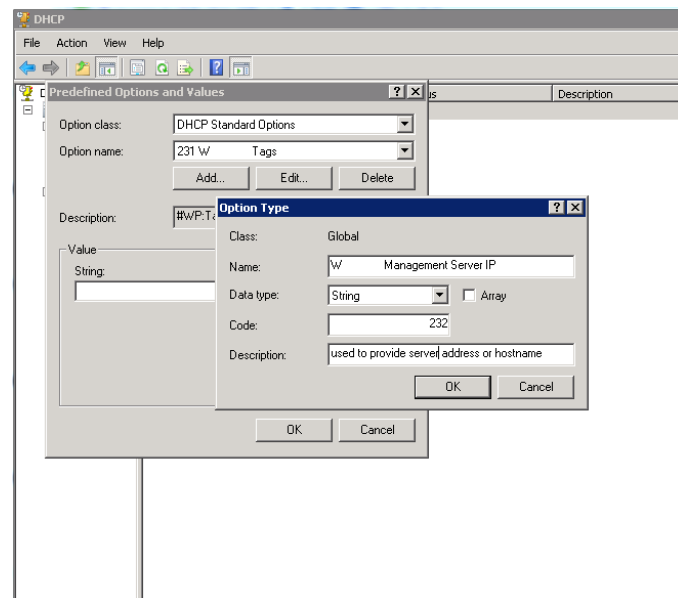 DHCP
File Action View Help
Predefined Options and Values
Description
Option class: DHCP Standard Options
Option name: 231 W Tags
Add... Edit... Delete
Description: #WP:Ta
Value
String:
OK Cancel
Option Type
Class: Global
Name: W Management Server IP
Data type: String Array
Code: 232
Description: used to provide server address or hostname
OK Cancel